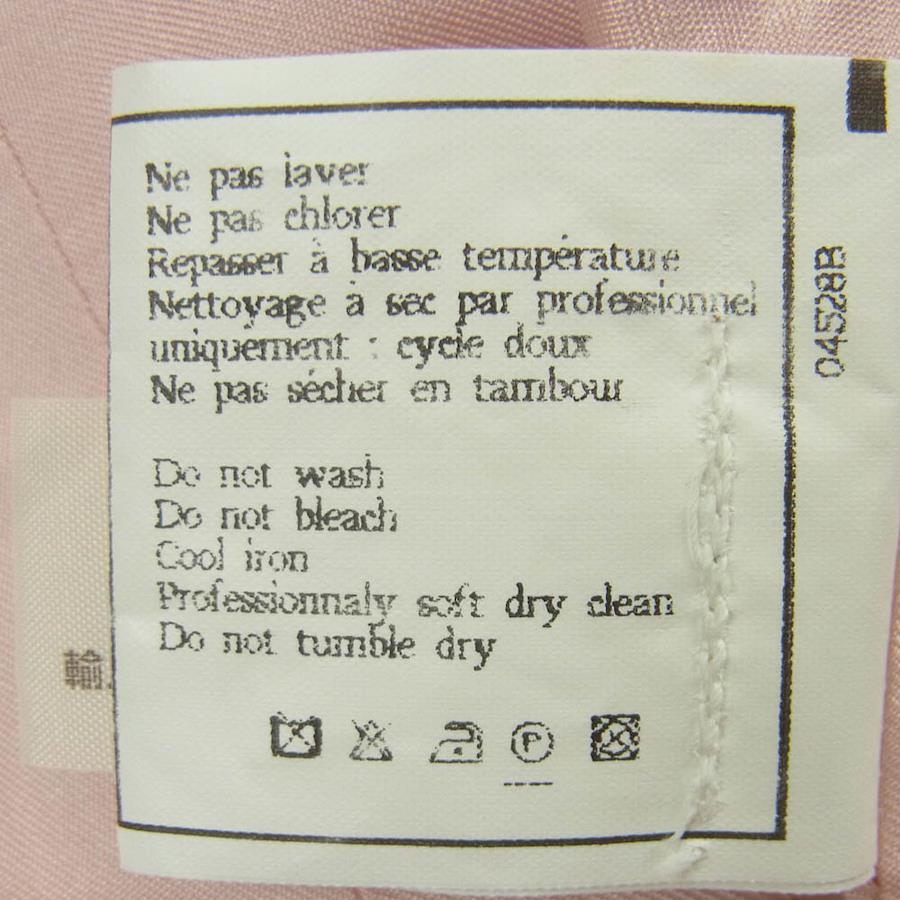 Ne pas laver
Ne pas chlorer
Repasser à basse température
Nettoyage à sec par professionnel
uniquement : cycle doux
Ne pas sécher en tambour
Do not wash
Do not bleach
Cool iron
Professionnaly soft dry clean
Do not tumble dry
P
04528B
輸